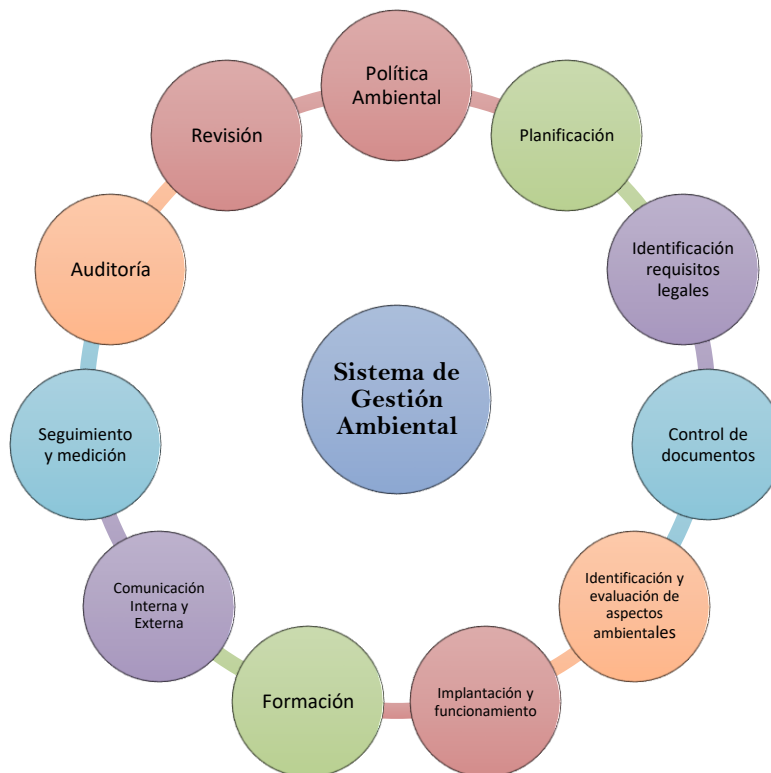 Política
Ambiental
Planificación
Identificación
requisitos
legales
Control de
documentos
Identificación y
evaluación de
aspectos
ambientales
Implantación y
funcionamiento
Formación
Comunicación
Interna y
Externa
Seguimiento
y medición
Auditoría
Revisión
Sistema de
Gestión
Ambiental